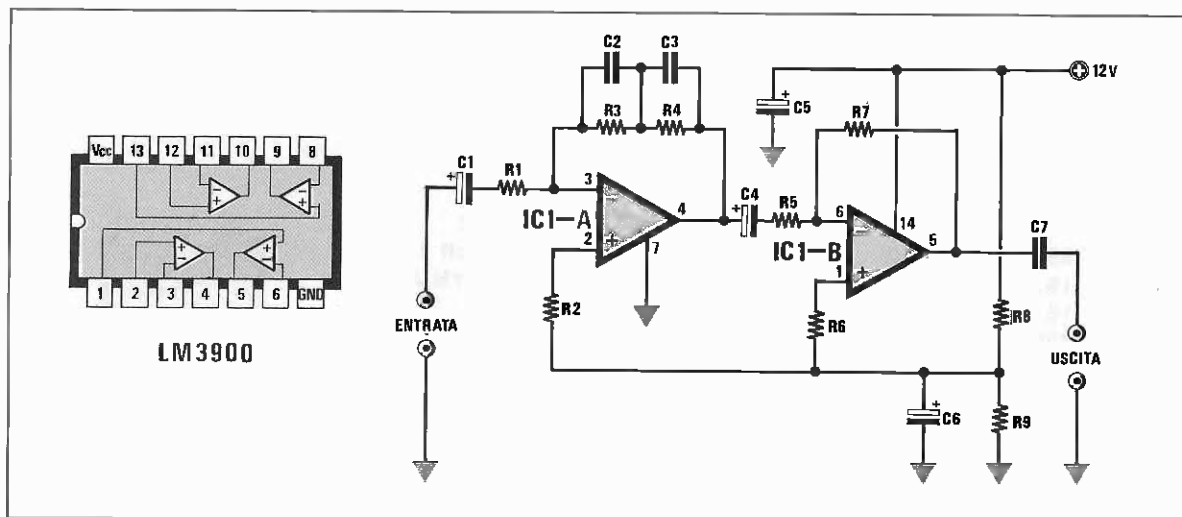 Vcc 13 12 11 10 9 8
1 2 3 4 5 6 GND
LM3900
C2 C3
R3 R4
C1 R1
3
2
4
7
IC1-A
R2
ENTRATA
C5
12V
R7
C4 R5
6
1
14
5
IC1-B
R6
C7
R8
USCITA
C6
R9